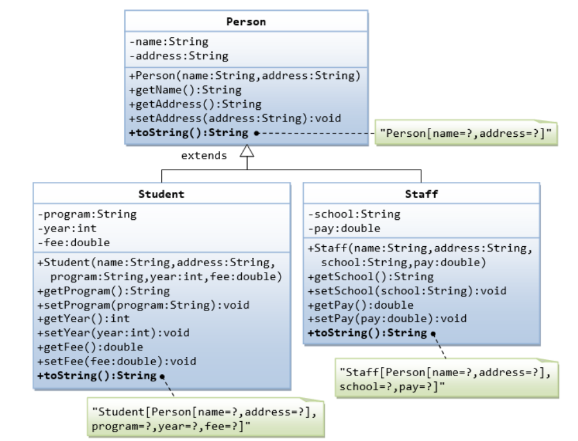 Person
-name:String
-address:String
+Person(name:String,address:String)
+getName():String
+getAddress():String
+setAddress(address:String):void
+toString():String
"Person[name=?,address=?]"
extends
Student
-program:String
-year:int
-fee:double
+Student(name:String,address:String,
program:String,year:int,fee:double)
+getProgram():String
+setProgram(program:String):void
+getYear():int
+setYear(year:int):void
+getFee():double
+setFee(fee:double):void
+toString():String
"Student[Person[name=?,address=?],
program=?,year=?,fee=?]"
Staff
-school:String
-pay:double
+Staff(name:String,address:String,
school:String,pay:double)
+getSchool():String
+setSchool(school:String):void
+getPay():double
+setPay(pay:double):void
+toString():String
"Staff[Person[name=?,address=?],
school=?,pay=?]"